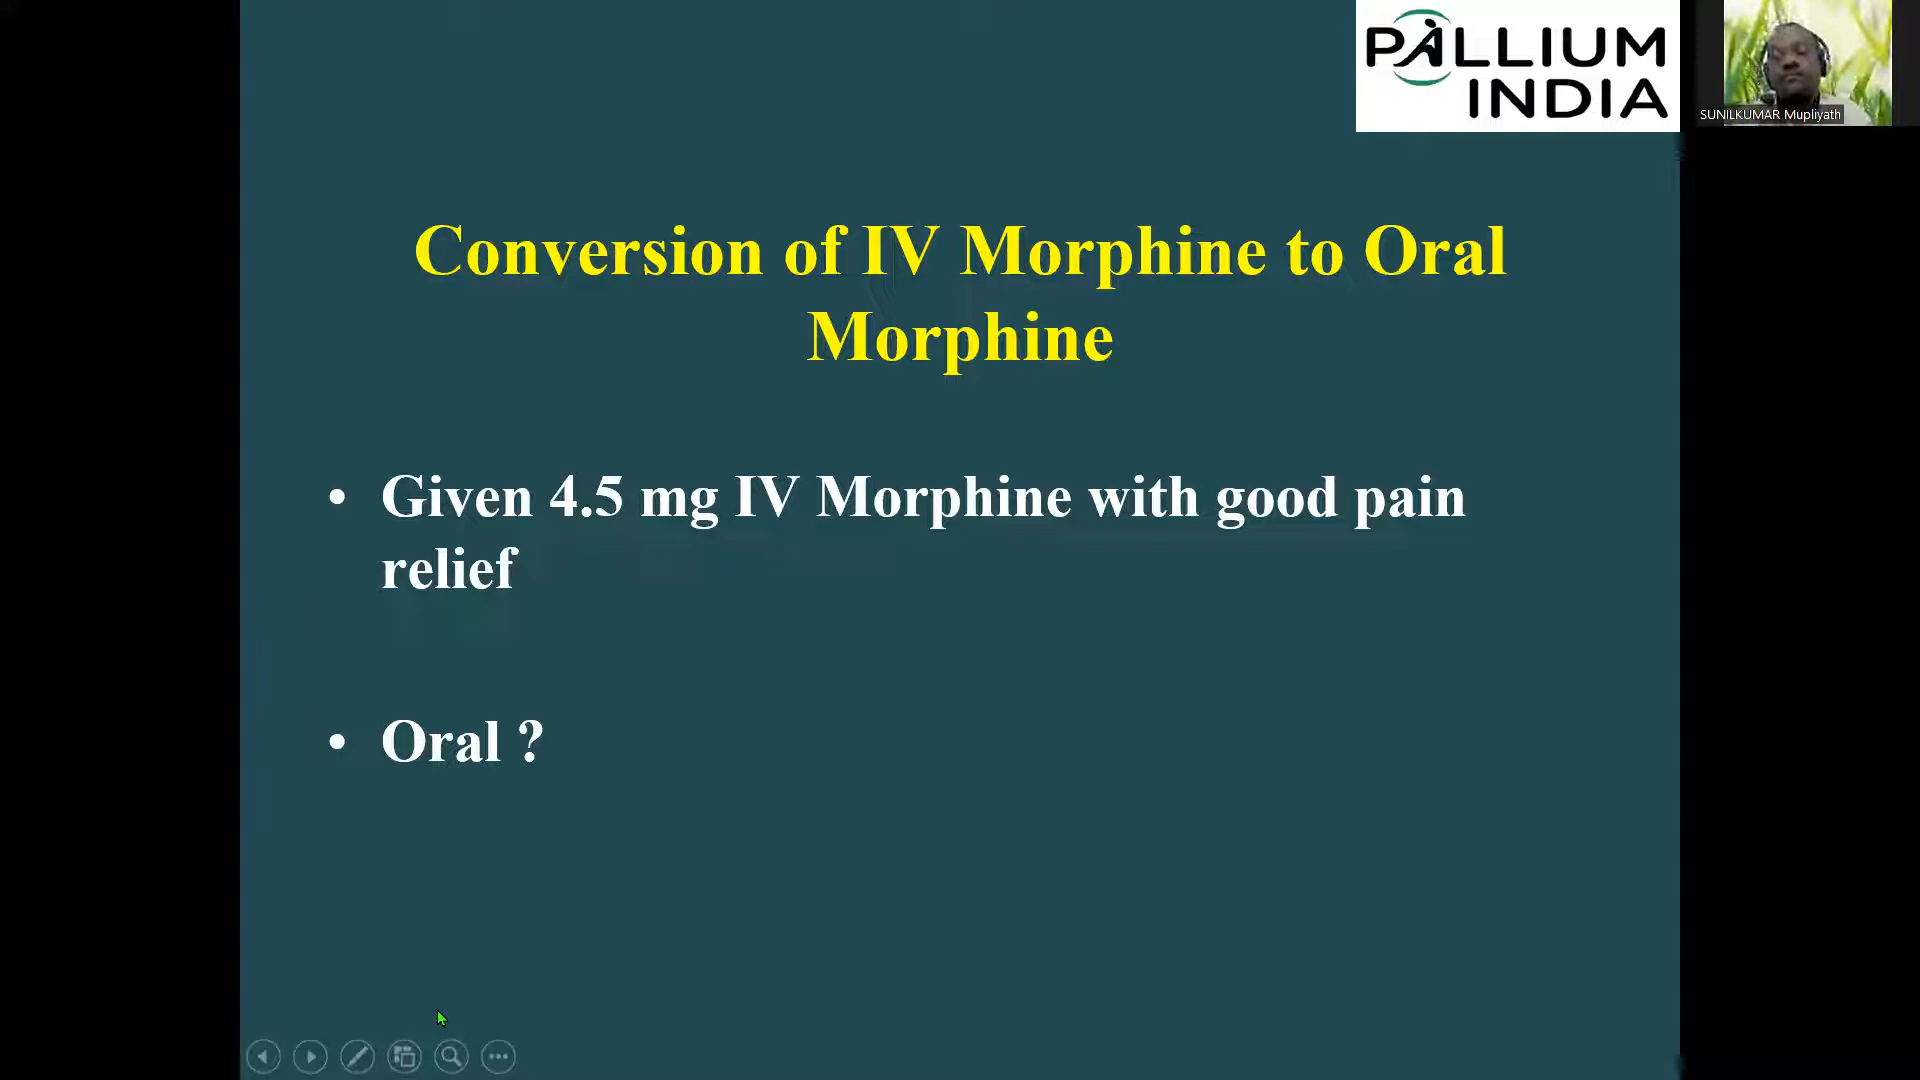 PALLIUM
INDIA
SUNILKUMAR Mupliyath
Conversion of IV Morphine to Oral
Morphine
• Given 4.5 mg IV Morphine with good pain
relief
• Oral ?